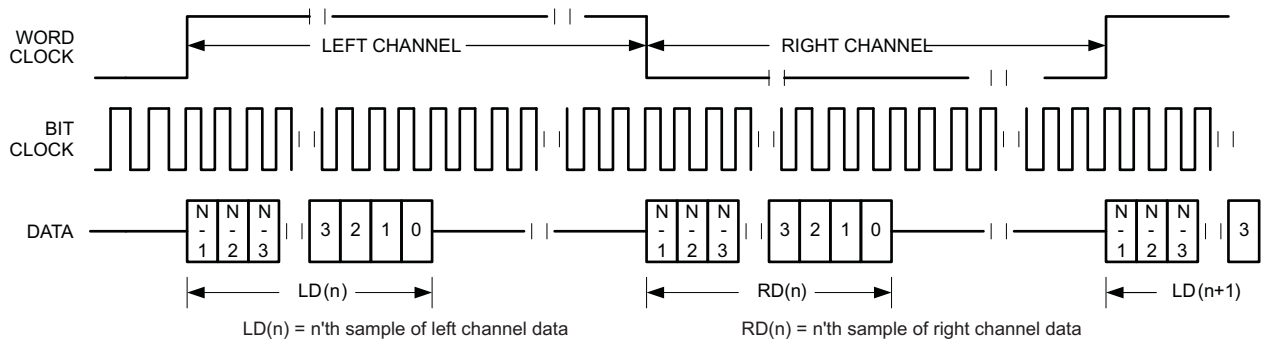 WORD
CLOCK
LEFT CHANNEL
RIGHT CHANNEL
BIT
CLOCK
DATA
N
-
1
N
-
2
N
-
3
3
2
1
0
N
-
1
N
-
2
N
-
3
3
2
1
0
N
-
1
N
-
2
N
-
3
3
LD(n)
RD(n)
LD(n+1)
LD(n) = n'th sample of left channel data
RD(n) = n'th sample of right channel data